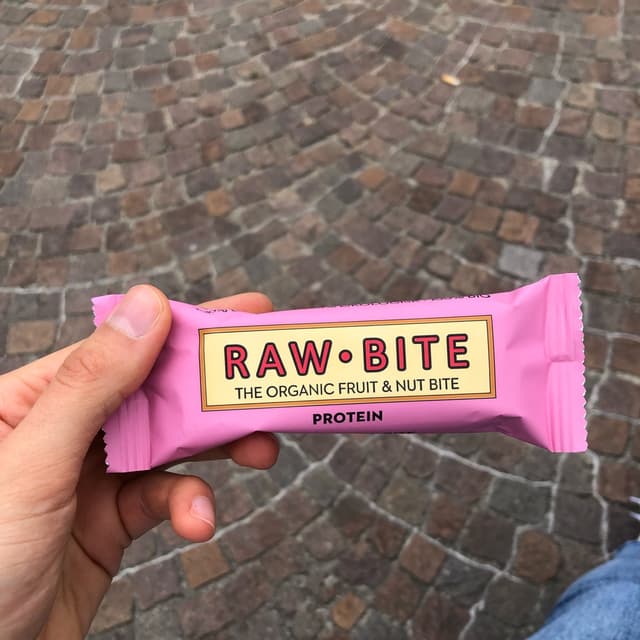 RAW•BITE
THE ORGANIC FRUIT & NUT BITE
PROTEIN